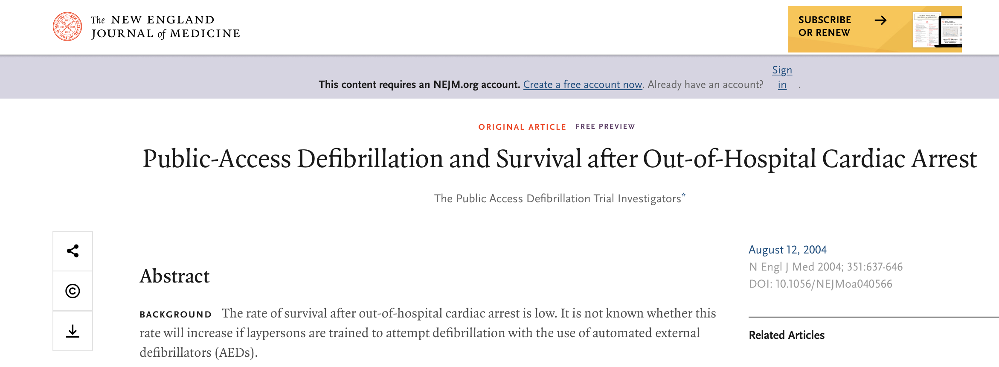 The NEW ENGLAND
JOURNAL of MEDICINE
SUBSCRIBE
OR RENEW
This content requires an NEJM.org account. Create a free account now. Already have an account? Sign in .
ORIGINAL ARTICLE FREE PREVIEW
Public-Access Defibrillation and Survival after Out-of-Hospital Cardiac Arrest
The Public Access Defibrillation Trial Investigators*
Abstract
BACKGROUND The rate of survival after out-of-hospital cardiac arrest is low. It is not known whether this
rate will increase if laypersons are trained to attempt defibrillation with the use of automated external
defibrillators (AEDs).
August 12, 2004
N Engl J Med 2004; 351:637-646
DOI: 10.1056/NEJMoa040566
Related Articles